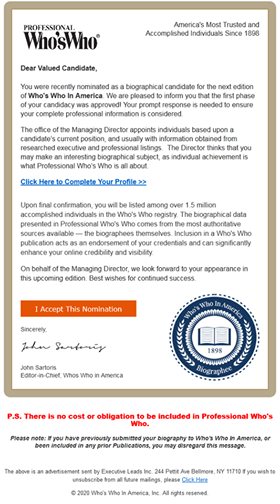 PROFESSIONAL
Who'sWho®
America's Most Trusted and
Accomplished Individuals Since 1898
Dear Valued Candidate,
You were recently nominated as a biographical candidate for the next edition
of Who's Who In America. We are pleased to inform you that the first phase
of your candidacy was approved! Your prompt response is needed to ensure
your complete professional information is considered.
The office of the Managing Director appoints individuals based upon a
candidate's current position, and usually with information obtained from
researched executive and professional listings. The Director thinks that you
may make an interesting biographical subject, as individual achievement is
what Professional Who's Who is all about.
Click Here to Complete Your Profile >>
Upon final confirmation, you will be listed among over 1.5 million
accomplished individuals in the Who's Who registry. The biographical data
presented in Professional Who's Who comes from the most authoritative
sources available — the biographees themselves. Inclusion in a Who's Who
publication acts as an endorsement of your credentials and can significantly
enhance your online credibility and visibility.
On behalf of the Managing Director, we look forward to your appearance in
this upcoming edition. Best wishes for continued success.
I Accept This Nomination
Sincerely,
John Sartoris
John Sartoris
Editor-in-Chief, Whos Who in America
Who's Who In America
1898
Biographee
P.S. There is no cost or obligation to be included in Professional Who's
Who.
Please note: If you have previously submitted your biography to Who's Who In America, or
been included in any prior Publications, you may disregard this message.
The above is an advertisement sent by Executive Leads Inc. 244 Pettit Ave Bellmore, NY 11710 If you wish to
unsubscribe from all future mailings, please Click Here
© 2020 Who's Who In America, Inc. All rights reserved.